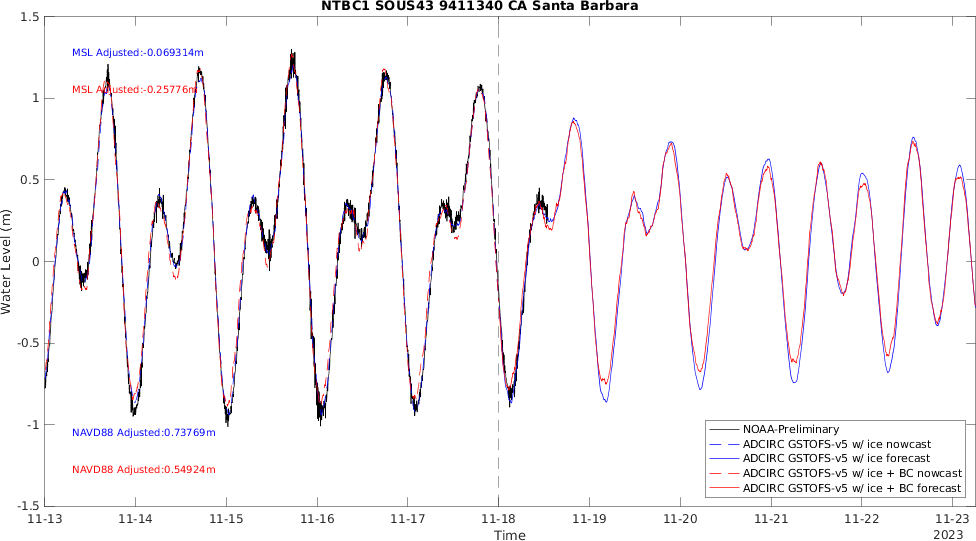 NTBC1 SOUS43 9411340 CA Santa Barbara
1.5
1
0.5
0
-0.5
-1
-1.5
Water Level (m)
MSL Adjusted:-0.069314m
MSL Adjusted:-0.25776m
NAVD88 Adjusted:0.73769m
NAVD88 Adjusted:0.54924m
NOAA-Preliminary
ADCIRC GSTOFS-v5 w/ ice nowcast
ADCIRC GSTOFS-v5 w/ ice forecast
ADCIRC GSTOFS-v5 w/ ice + BC nowcast
ADCIRC GSTOFS-v5 w/ ice + BC forecast
11-13 11-14 11-15 11-16 11-17 11-18 11-19 11-20 11-21 11-22 11-23
Time
2023